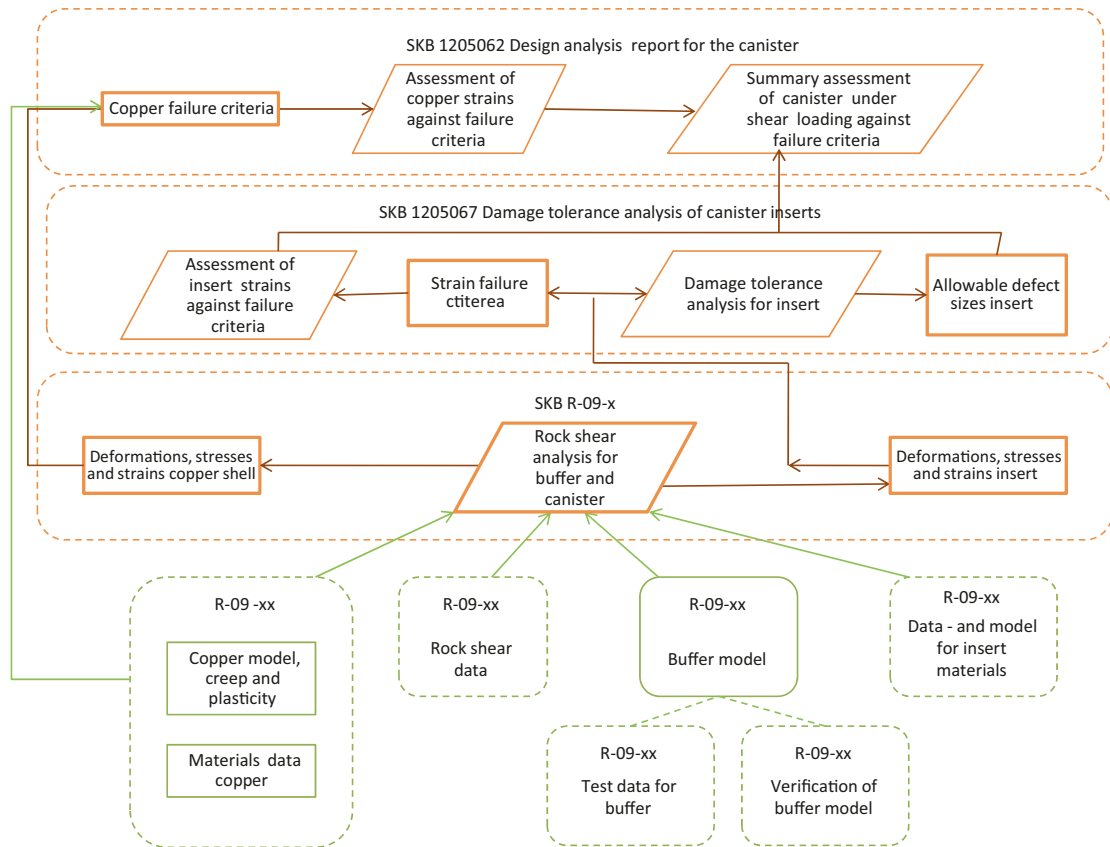 SKB 1205062 Design analysis report for the canister
Copper failure criteria
Assessment of
copper strains
against failure
criteria
Summary assessment
of canister under
shear loading against
failure criteria
SKB 1205067 Damage tolerance analysis of canister inserts
Assessment of
insert strains
against failure
criteria
Strain failure
ctiterea
Damage tolerance
analysis for insert
Allowable defect
sizes insert
SKB R-09-x
Deformations, stresses
and strains copper shell
Rock shear
analysis for
buffer and
canister
Deformations, stresses
and strains insert
R-09 -xx
Copper model,
creep and
plasticity
Materials data
copper
R-09-xx
Rock shear
data
R-09-xx
Buffer model
R-09-xx
Data - and model
for insert
materials
R-09-xx
Test data for
buffer
R-09-xx
Verification of
buffer model